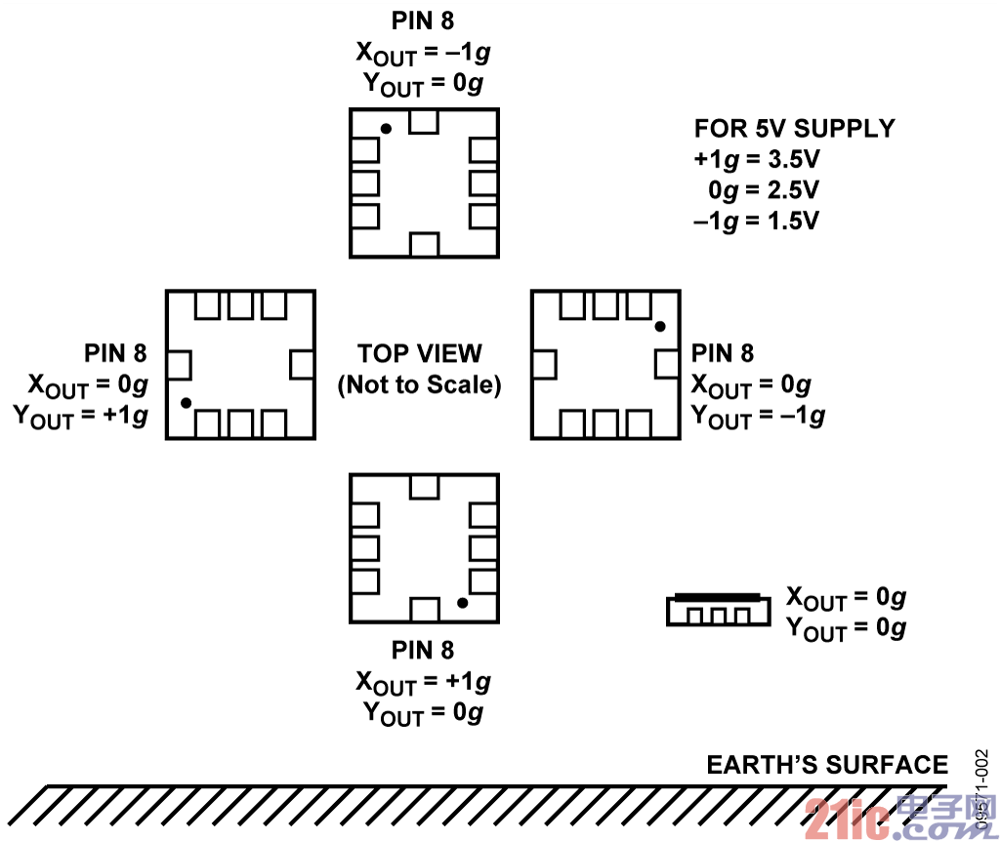 PIN 8
XOUT = –1g
YOUT = 0g
FOR 5V SUPPLY
+1g = 3.5V
0g = 2.5V
–1g = 1.5V
PIN 8
XOUT = 0g
YOUT = +1g
TOP VIEW
(Not to Scale)
PIN 8
XOUT = 0g
YOUT = –1g
PIN 8
XOUT = +1g
YOUT = 0g
XOUT = 0g
YOUT = 0g
EARTH'S SURFACE
09571-002
21ic电子网
.com